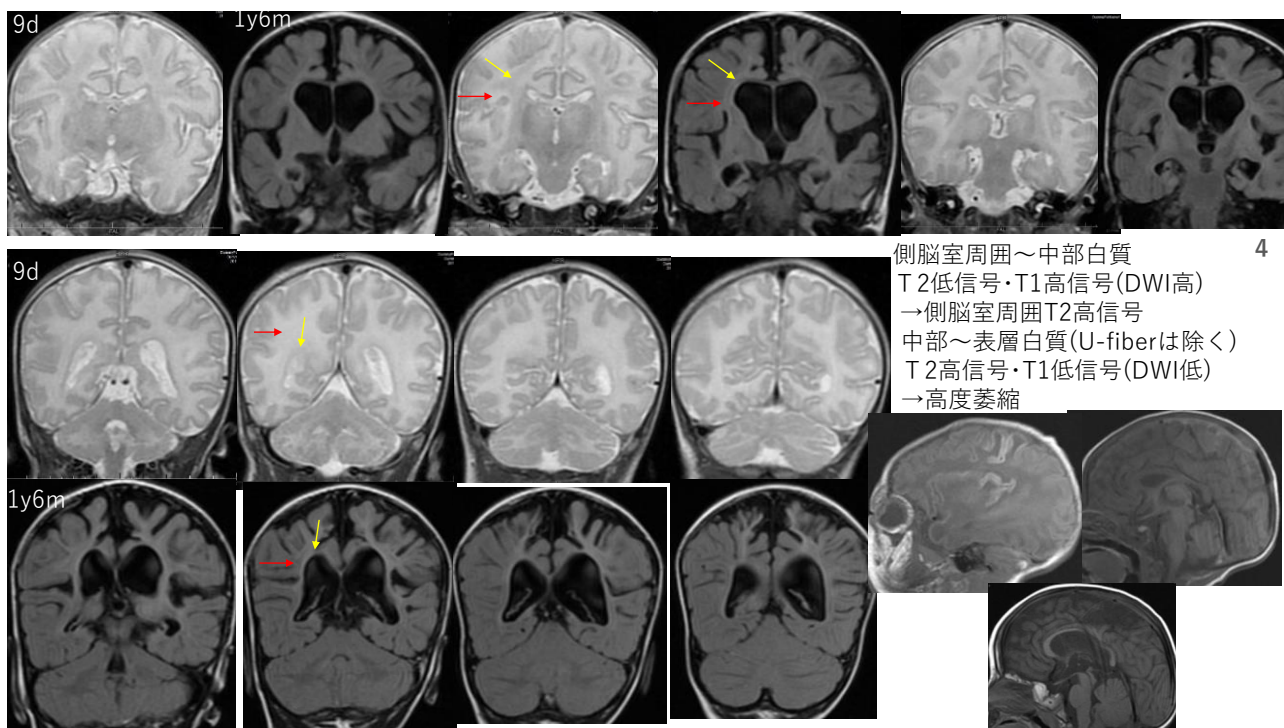 9d
1y6m
9d
側脳室周囲～中部白質
T2低信号･T1高信号(DWI高)
→側脳室周囲T2高信号
中部～表層白質(U-fiberは除く)
T2高信号･T1低信号(DWI低)
→高度萎縮
4
1y6m